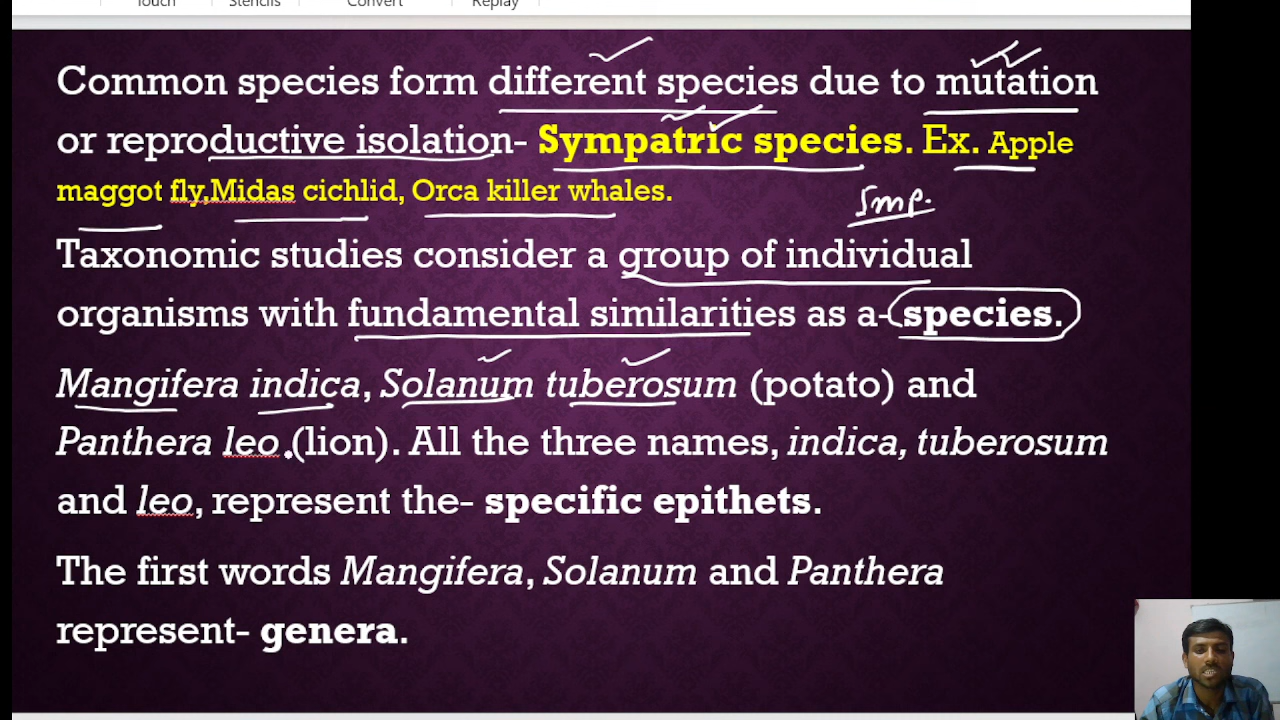 Touch Stencils Convert Replay
Common species form different species due to mutation
or reproductive isolation- Sympatric species. Ex. Apple
maggot fly,Midas cichlid, Orca killer whales.
Imp.
Taxonomic studies consider a group of individual
organisms with fundamental similarities as a- species.
Mangifera indica, Solanum tuberosum (potato) and
Panthera leo (lion). All the three names, indica, tuberosum
and leo, represent the- specific epithets.
The first words Mangifera, Solanum and Panthera
represent- genera.